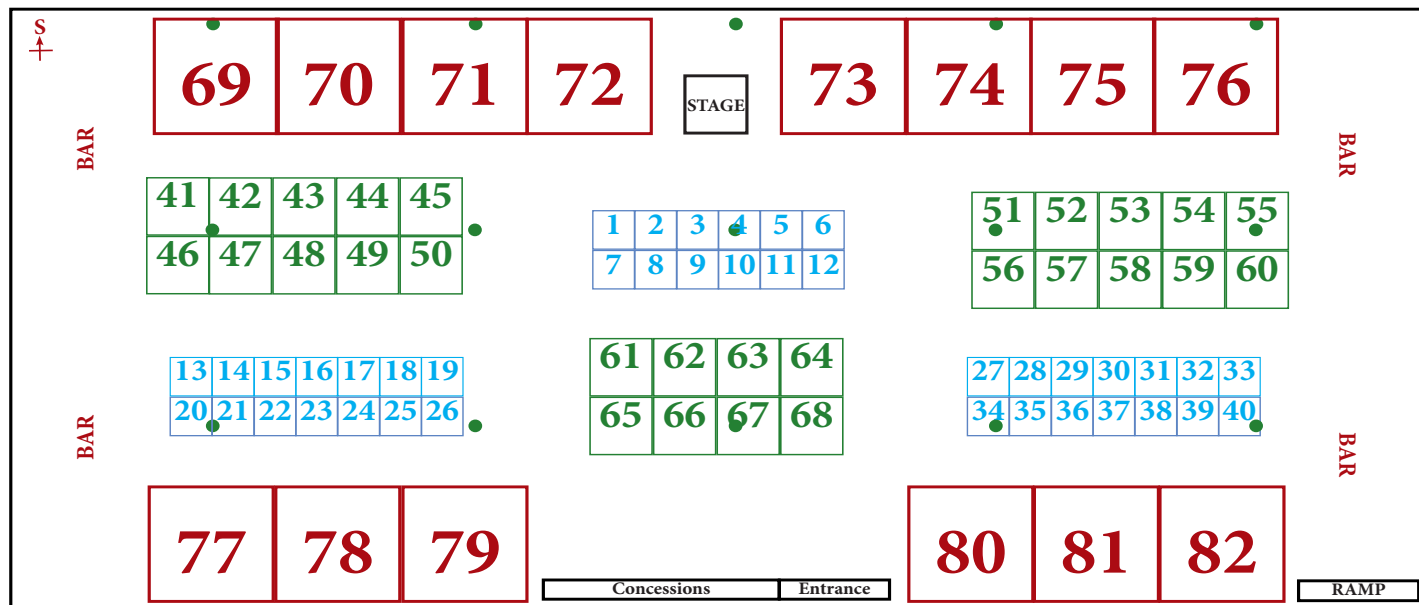 S
69 70 71 72 STAGE 73 74 75 76
BAR BAR
41 42 43 44 45
46 47 48 49 50
1 2 3 4 5 6
7 8 9 10 11 12
51 52 53 54 55
56 57 58 59 60
13 14 15 16 17 18 19
20 21 22 23 24 25 26
61 62 63 64
65 66 67 68
27 28 29 30 31 32 33
34 35 36 37 38 39 40
BAR BAR
77 78 79 80 81 82
Concessions Entrance RAMP